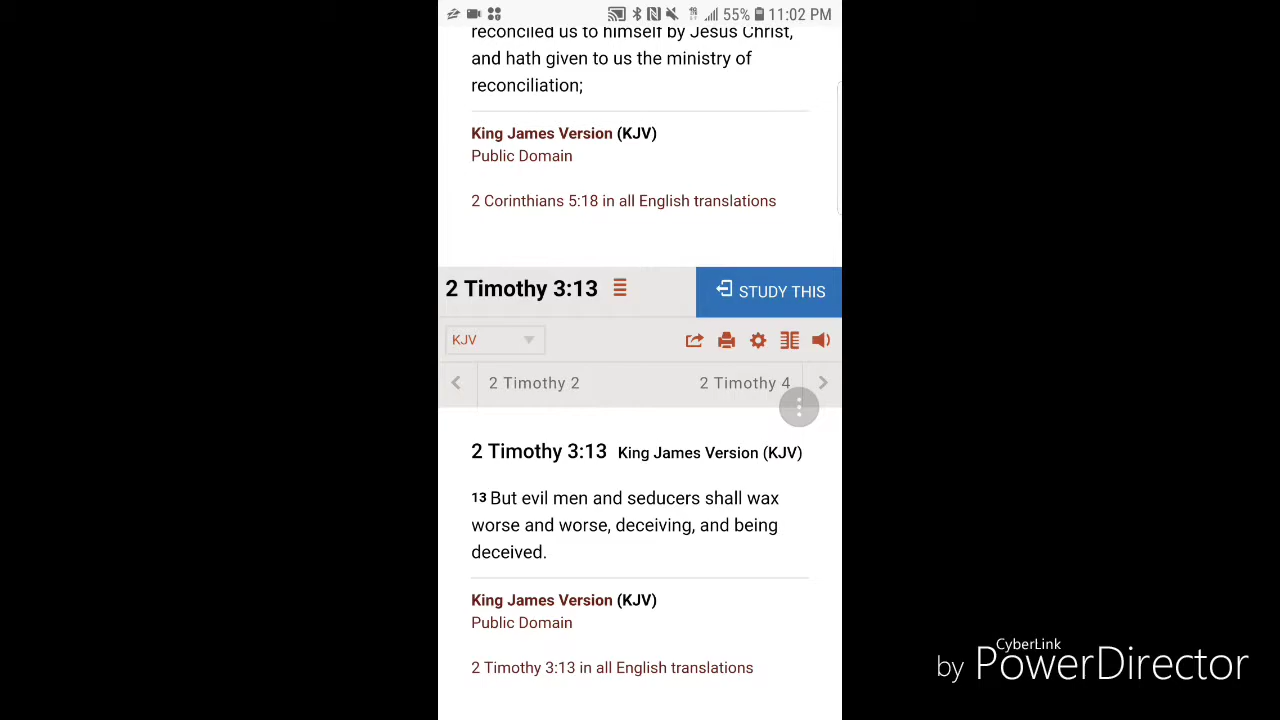 55% 11:02 PM
reconciled us to himself by Jesus Christ,
and hath given to us the ministry of
reconciliation;
King James Version (KJV)
Public Domain
2 Corinthians 5:18 in all English translations
2 Timothy 3:13 STUDY THIS
KJV
2 Timothy 2 2 Timothy 4
2 Timothy 3:13 King James Version (KJV)
13 But evil men and seducers shall wax
worse and worse, deceiving, and being
deceived.
King James Version (KJV)
Public Domain
2 Timothy 3:13 in all English translations
CyberLink
by PowerDirector